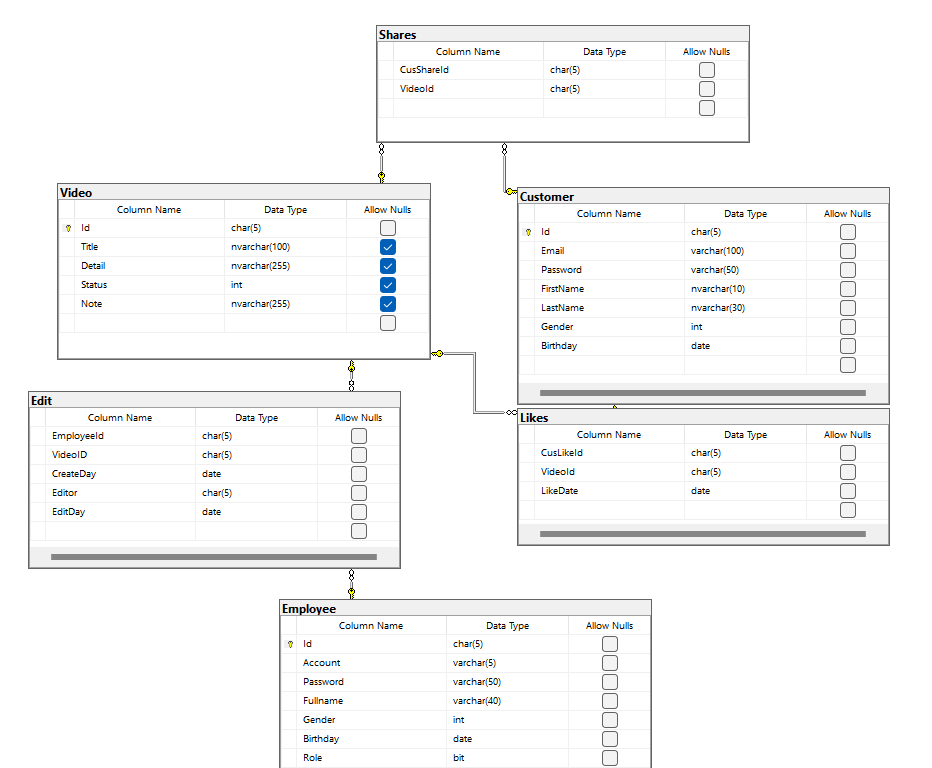 Shares
Column Name Data Type Allow Nulls
CusShareId char(5)
VideoId char(5)
Video
Column Name Data Type Allow Nulls
Id char(5)
Title nvarchar(100)
Detail nvarchar(255)
Status int
Note nvarchar(255)
Customer
Column Name Data Type Allow Nulls
Id char(5)
Email varchar(100)
Password varchar(50)
FirstName nvarchar(10)
LastName nvarchar(30)
Gender int
Birthday date
Edit
Column Name Data Type Allow Nulls
EmployeeId char(5)
VideoID char(5)
CreateDay date
Editor char(5)
EditDay date
Likes
Column Name Data Type Allow Nulls
CusLikeId char(5)
VideoId char(5)
LikeDate date
Employee
Column Name Data Type Allow Nulls
Id char(5)
Account varchar(5)
Password varchar(50)
Fullname varchar(40)
Gender int
Birthday date
Role bit